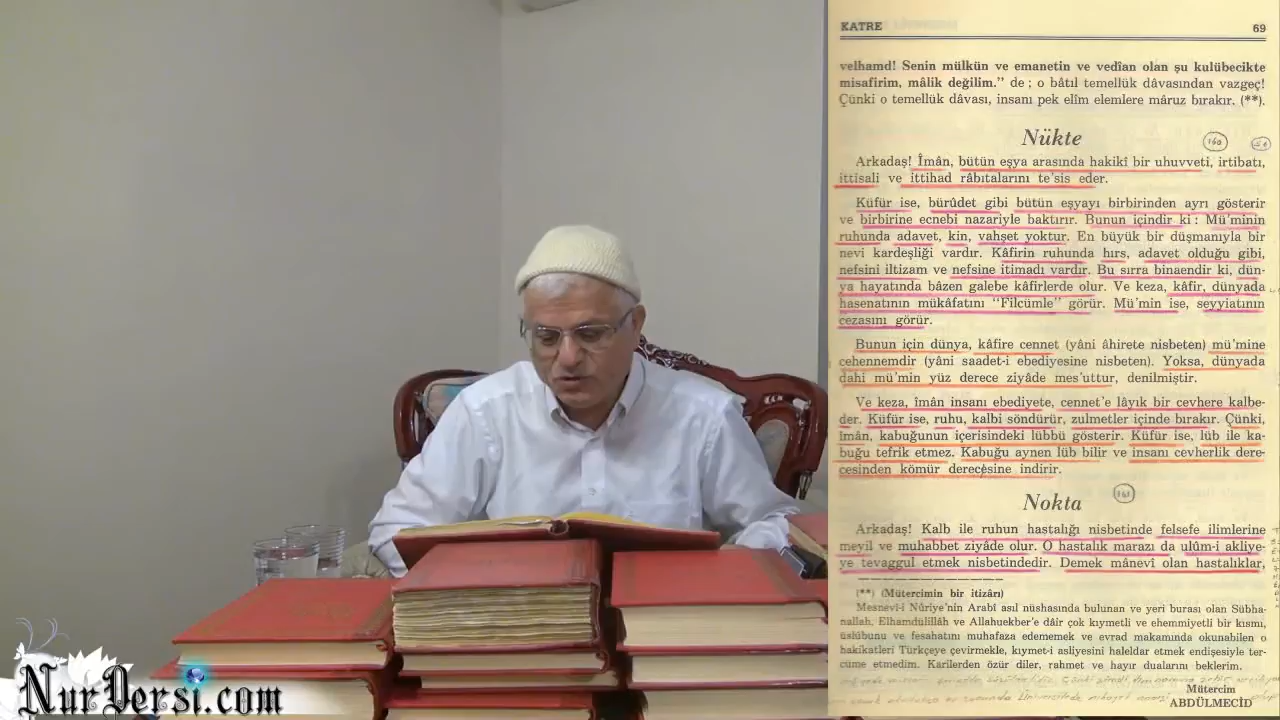 KATRE 69
velhamd! Senin mülkün ve emanetin ve vedîan olan şu kulübecikte
misafirim, mâlik değilim." de ; o bâtıl temellük dâvasından vazgeç!
Çünki o temellük dâvası, insanı pek elîm elemlere mâruz bırakır. (**).
Nükte
160
Arkadaş! Îmân, bütün eşya arasında hakikî bir uhuvveti, irtibatı,
ittisali ve ittihad râbıtalarını te'sis eder.
Küfür ise, bürûdet gibi bütün eşyayı birbirinden ayrı gösterir
ve birbirine ecnebi nazariyle baktırır. Bunun içindir ki : Mü'minin
ruhunda adavet, kin, vahşet yoktur. En büyük bir düşmanıyla bir
nevi kardeşliği vardır. Kâfirin ruhunda hırs, adavet olduğu gibi,
nefsini iltizam ve nefsine itimadı vardır. Bu sırra binaendir ki, dün-
ya hayatında bâzen galebe kâfirlerde olur. Ve keza, kâfir, dünyada
hasenatının mükâfatını "Filcümle" görür. Mü'min ise, seyyiatının
cezasını görür.
Bunun için dünya, kâfire cennet (yâni âhirete nisbeten) mü'mine
cehennemdir (yâni saadet-i ebediyesine nisbeten). Yoksa, dünyada
dahi mü'min yüz derece ziyâde mes'uttur, denilmiştir.
Ve keza, îmân insanı ebediyete, cennet'e lâyık bir cevhere kalbe-
der. Küfür ise, ruhu, kalbi söndürür, zulmetler içinde bırakır. Çünki,
îmân, kabuğunun içerisindeki lübbü gösterir. Küfür ise, lüb ile ka-
buğu tefrik etmez. Kabuğu aynen lüb bilir ve insanı cevherlik dere-
cesinden kömür derecesine indirir.
Nokta
161
Arkadaş! Kalb ile ruhun hastalığı nisbetinde felsefe ilimlerine
meyil ve muhabbet ziyâde olur. O hastalık marazı da ulûm-i akliye-
ye tevaggul etmek nisbetindedir. Demek mânevî olan hastalıklar,
(**) (Mütercimin bir itizârı)
Mesnevî-i Nûriye'nin Arabî asıl nüshasında bulunan ve yeri burası olan Sübha-
nallah, Elhamdülillâh ve Allahuekber'e dâir çok kıymetli ve ehemmiyetli bir kısmı,
üslûbunu ve fesahatını muhafaza edememek ve evrad makamında okunabilen o
hakikatleri Türkçeye çevirmekle, kıymet-i asliyesini haleldar etmek endişesiyle ter-
cüme etmedim. Karilerden özür diler, rahmet ve hayır dualarını beklerim.
Mütercim
ABDÜLMECİD
NurDersi.com